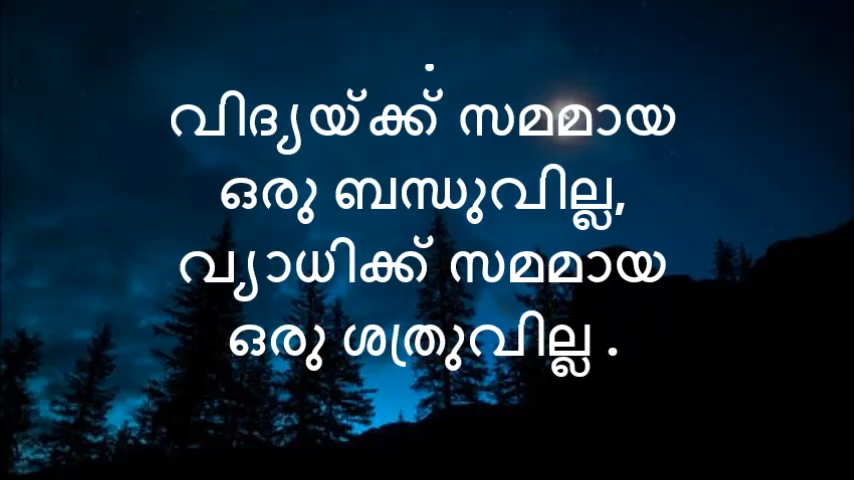 .
വിദ്യയ്ക്ക് സമമായ
ഒരു ബന്ധുവില്ല,
വ്യാധിക്ക് സമമായ
ഒരു ശത്രുവില്ല .